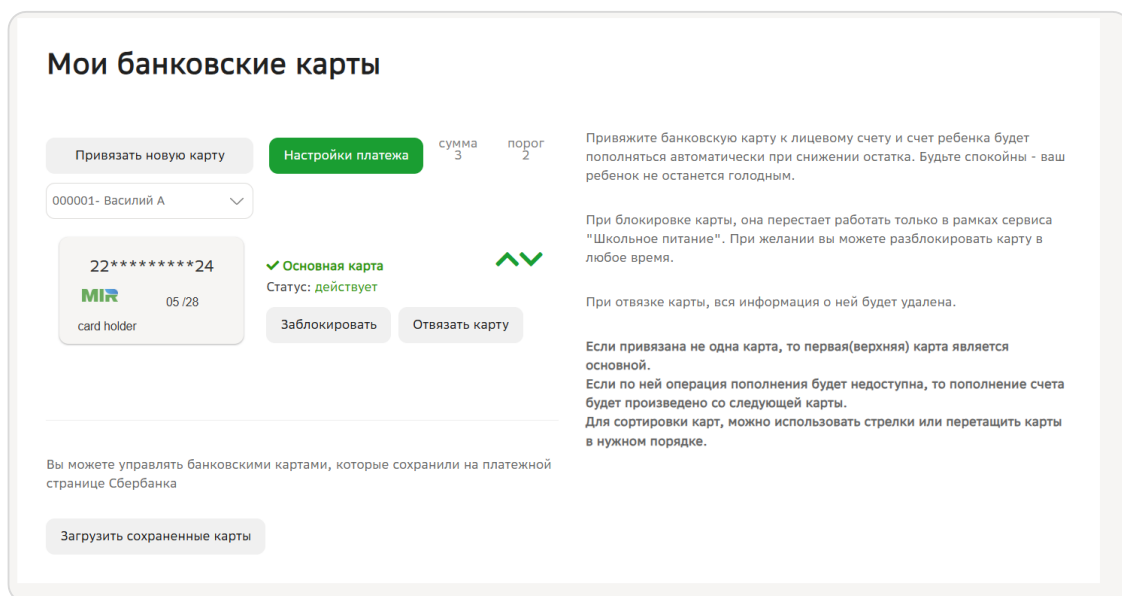 Мои банковские карты
Привязать новую карту
Настройки платежа
сумма
3
порог
2
000001- Василий А
22*********24
MIR
05 /28
card holder
Основная карта
Статус: действует
Заблокировать
Отвязать карту
Вы можете управлять банковскими картами, которые сохранили на платежной
странице Сбербанка
Загрузить сохраненные карты
Привяжите банковскую карту к лицевому счету и счет ребенка будет
пополняться автоматически при снижении остатка. Будьте спокойны - ваш
ребенок не останется голодным.
При блокировке карты, она перестает работать только в рамках сервиса
"Школьное питание". При желании вы можете разблокировать карту в
любое время.
При отвязке карты, вся информация о ней будет удалена.
Если привязана не одна карта, то первая(верхняя) карта является
основной.
Если по ней операция пополнения будет недоступна, то пополнение счета
будет произведено со следующей карты.
Для сортировки карт, можно использовать стрелки или перетащить карты
в нужном порядке.